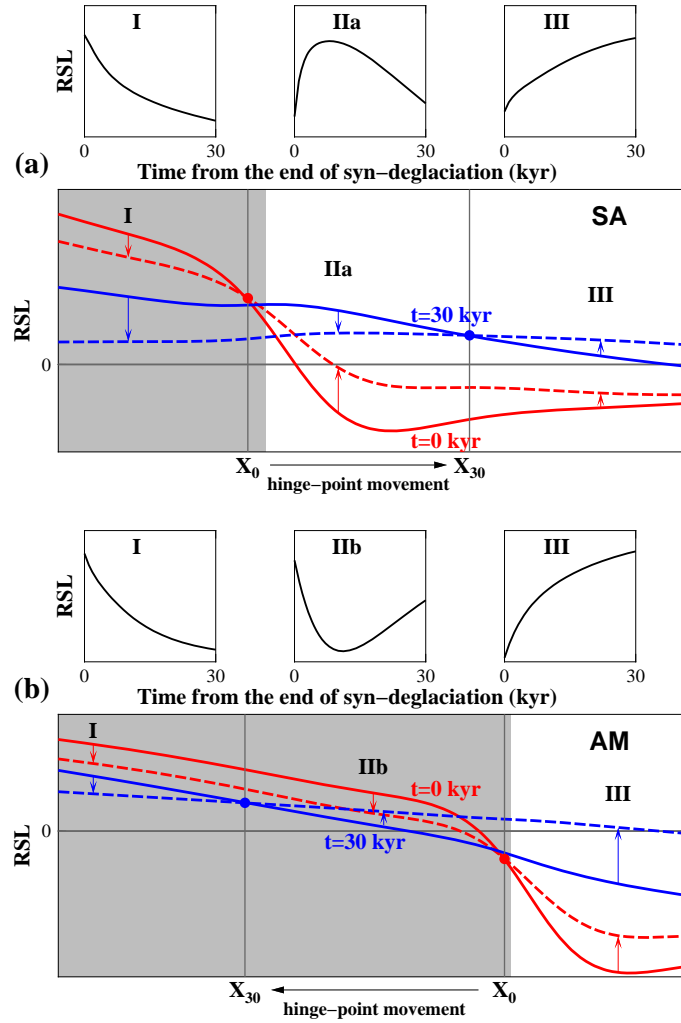 I
IIa
III
RSL
0
30
0
30
0
30
(a)
Time from the end of syn−deglaciation (kyr)
I
SA
IIa
III
t=30 kyr
RSL
0
t=0 kyr
X0
X30
hinge−point movement
I
IIb
III
RSL
0
30
0
30
0
30
(b)
Time from the end of syn−deglaciation (kyr)
I
AM
IIb
t=0 kyr
III
0
t=30 kyr
RSL
X30
X0
hinge−point movement